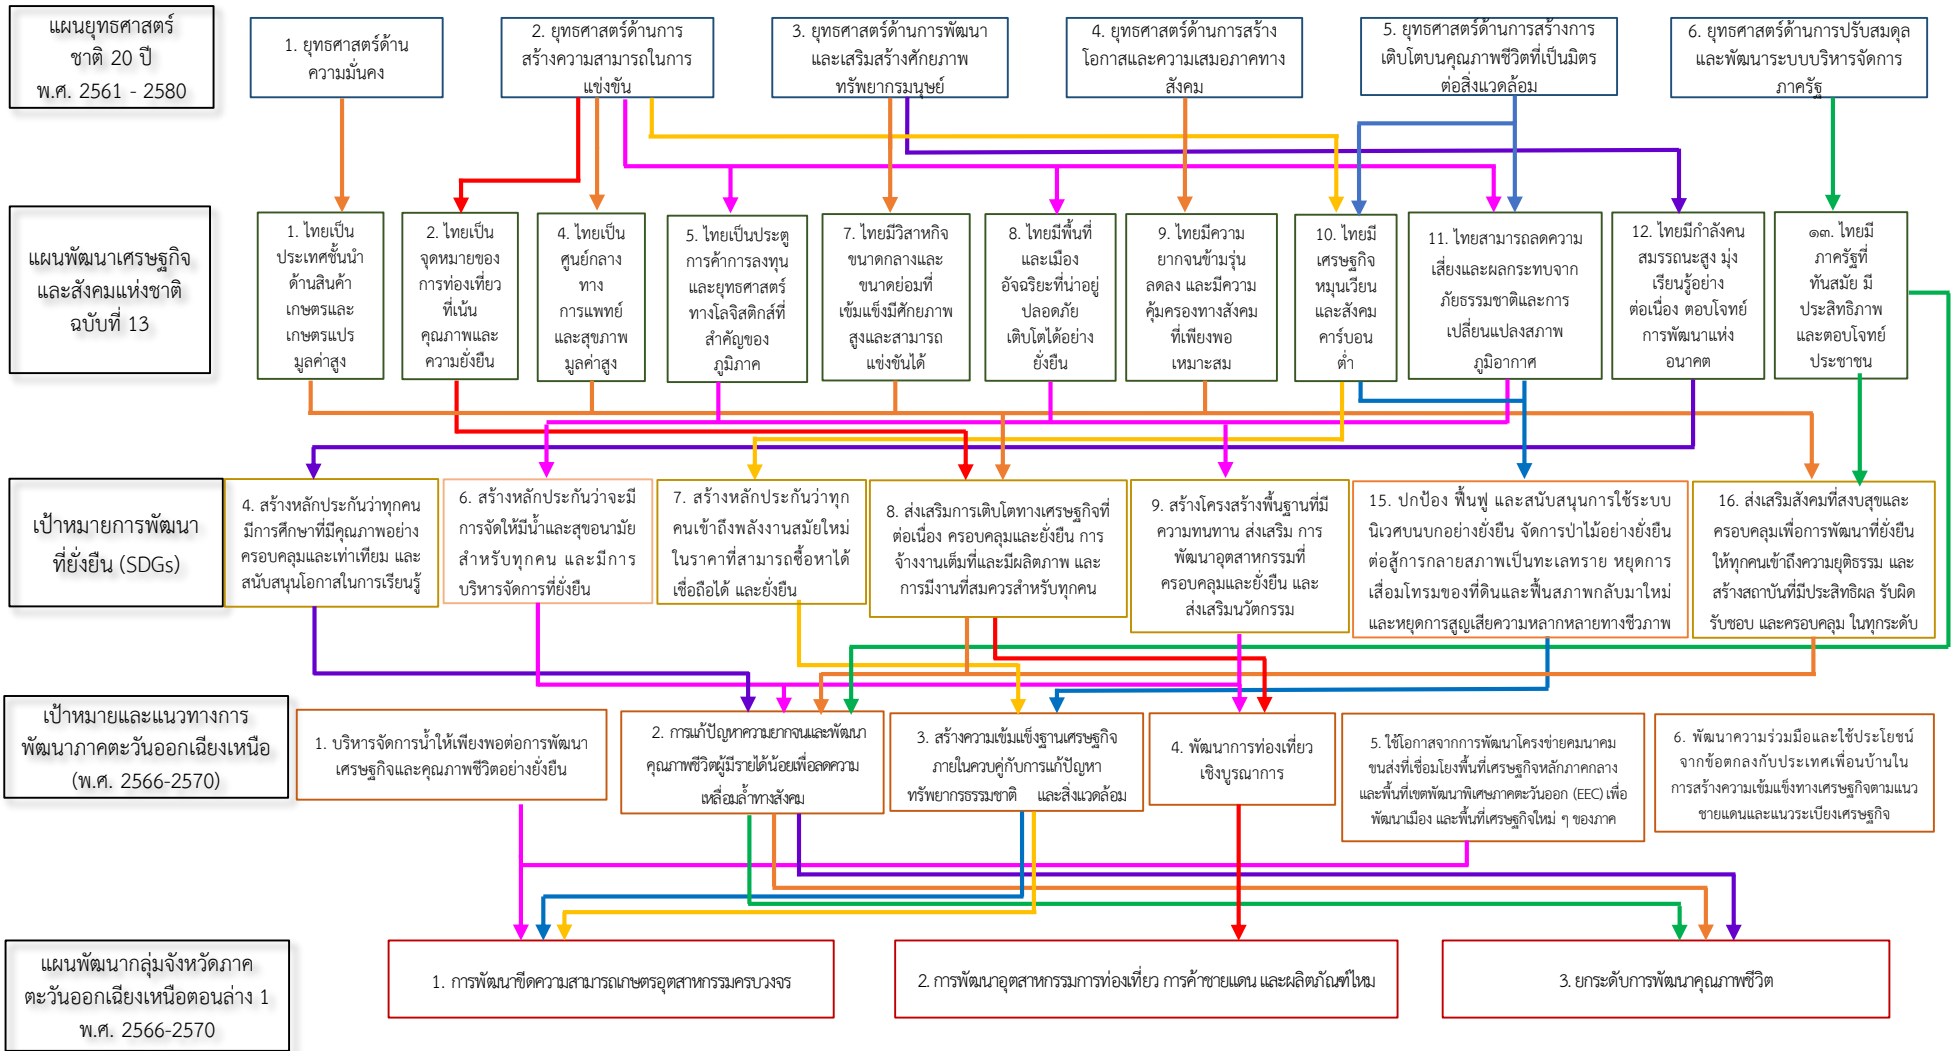 แผนยุทธศาสตร์
ชาติ 20 ปี
พ.ศ. 2561 - 2580
1. ยุทธศาสตร์ด้าน
ความมั่นคง
2. ยุทธศาสตร์ด้านการ
สร้างความสามารถในการ
แข่งขัน
3. ยุทธศาสตร์ด้านการพัฒนา
และเสริมสร้างศักยภาพ
ทรัพยากรมนุษย์
4. ยุทธศาสตร์ด้านการสร้าง
โอกาสและความเสมอภาคทาง
สังคม
5. ยุทธศาสตร์ด้านการสร้างการ
เติบโตบนคุณภาพชีวิตที่เป็นมิตร
ต่อสิ่งแวดล้อม
6. ยุทธศาสตร์ด้านการปรับสมดุล
และพัฒนาระบบบริหารจัดการ
ภาครัฐ
แผนพัฒนาเศรษฐกิจ
และสังคมแห่งชาติ
ฉบับที่ 13
1. ไทยเป็น
ประเทศชั้นนำ
ด้านสินค้า
เกษตรและ
เกษตรแปร
มูลค่าสูง
2. ไทยเป็น
จุดหมายของ
การท่องเที่ยว
ที่เน้น
คุณภาพและ
ความยั่งยืน
4. ไทยเป็น
ศูนย์กลาง
ทาง
การแพทย์
และสุขภาพ
มูลค่าสูง
5. ไทยเป็นประตู
การค้าการลงทุน
และยุทธศาสตร์
ทางโลจิสติกส์ที่
สำคัญของ
ภูมิภาค
7. ไทยมีวิสาหกิจ
ขนาดกลางและ
ขนาดย่อมที่
เข้มแข็งมีศักยภาพ
สูงและสามารถ
แข่งขันได้
8. ไทยมีพื้นที่
และเมือง
อัจฉริยะที่น่าอยู่
ปลอดภัย
เติบโตได้อย่าง
ยั่งยืน
9. ไทยมีความ
ยากจนข้ามรุ่น
ลดลง และมีความ
คุ้มครองทางสังคม
ที่เพียงพอ
เหมาะสม
10. ไทยมี
เศรษฐกิจ
หมุนเวียน
และสังคม
คาร์บอน
ต่ำ
11. ไทยสามารถลดความ
เสี่ยงและผลกระทบจาก
ภัยธรรมชาติและการ
เปลี่ยนแปลงสภาพ
ภูมิอากาศ
12. ไทยมีกำลังคน
สมรรถนะสูง มุ่ง
เรียนรู้อย่าง
ต่อเนื่อง ตอบโจทย์
การพัฒนาแห่ง
อนาคต
๑๓. ไทยมี
ภาครัฐที่
ทันสมัย มี
ประสิทธิภาพ
และตอบโจทย์
ประชาชน
เป้าหมายการพัฒนา
ที่ยั่งยืน (SDGs)
4. สร้างหลักประกันว่าทุกคน
มีการศึกษาที่มีคุณภาพอย่าง
ครอบคลุมและเท่าเทียม และ
สนับสนุนโอกาสในการเรียนรู้
6. สร้างหลักประกันว่าจะมี
การจัดให้มีน้ำและสุขอนามัย
สำหรับทุกคน และมีการ
บริหารจัดการที่ยั่งยืน
7. สร้างหลักประกันว่าทุก
คนเข้าถึงพลังงานสมัยใหม่
ในราคาที่สามารถซื้อหาได้
เชื่อถือได้ และยั่งยืน
8. ส่งเสริมการเติบโตทางเศรษฐกิจที่
ต่อเนื่อง ครอบคลุมและยั่งยืน การ
จ้างงานเต็มที่และมีผลิตภาพ และ
การมีงานที่สมควรสำหรับทุกคน
9. สร้างโครงสร้างพื้นฐานที่มี
ความทนทาน ส่งเสริม การ
พัฒนาอุตสาหกรรมที่
ครอบคลุมและยั่งยืน และ
ส่งเสริมนวัตกรรม
15. ปกป้อง ฟื้นฟู และสนับสนุนการใช้ระบบ
นิเวศบนบกอย่างยั่งยืน จัดการป่าไม้อย่างยั่งยืน
ต่อสู้การกลายสภาพเป็นทะเลทราย หยุดการ
เสื่อมโทรมของที่ดินและฟื้นสภาพกลับมาใหม่
และหยุดการสูญเสียความหลากหลายทางชีวภาพ
16. ส่งเสริมสังคมที่สงบสุขและ
ครอบคลุมเพื่อการพัฒนาที่ยั่งยืน
ให้ทุกคนเข้าถึงความยุติธรรม และ
สร้างสถาบันที่มีประสิทธิผล รับผิด
รับชอบ และครอบคลุม ในทุกระดับ
เป้าหมายและแนวทางการ
พัฒนาภาคตะวันออกเฉียงเหนือ
(พ.ศ. 2566-2570)
1. บริหารจัดการน้ำให้เพียงพอต่อการพัฒนา
เศรษฐกิจและคุณภาพชีวิตอย่างยั่งยืน
2. การแก้ปัญหาความยากจนและพัฒนา
คุณภาพชีวิตผู้มีรายได้น้อยเพื่อลดความ
เหลื่อมล้ำทางสังคม
3. สร้างความเข้มแข็งฐานเศรษฐกิจ
ภายในควบคู่กับการแก้ปัญหา
ทรัพยากรธรรมชาติ และสิ่งแวดล้อม
4. พัฒนาการท่องเที่ยว
เชิงบูรณาการ
5. ใช้โอกาสจากการพัฒนาโครงข่ายคมนาคม
ขนส่งที่เชื่อมโยงพื้นที่เศรษฐกิจหลักภาคกลาง
และพื้นที่เขตพัฒนาพิเศษภาคตะวันออก (EEC) เพื่อ
พัฒนาเมือง และพื้นที่เศรษฐกิจใหม่ ๆ ของภาค
6. พัฒนาความร่วมมือและใช้ประโยชน์
จากข้อตกลงกับประเทศเพื่อนบ้านใน
การสร้างความเข้มแข็งทางเศรษฐกิจตามแนว
ชายแดนและแนวระเบียงเศรษฐกิจ
แผนพัฒนากลุ่มจังหวัดภาค
ตะวันออกเฉียงเหนือตอนล่าง 1
พ.ศ. 2566-2570
1. การพัฒนาขีดความสามารถเกษตรอุตสาหกรรมครบวงจร
2. การพัฒนาอุตสาหกรรมการท่องเที่ยว การค้าชายแดน และผลิตภัณฑ์ไหม
3. ยกระดับการพัฒนาคุณภาพชีวิต